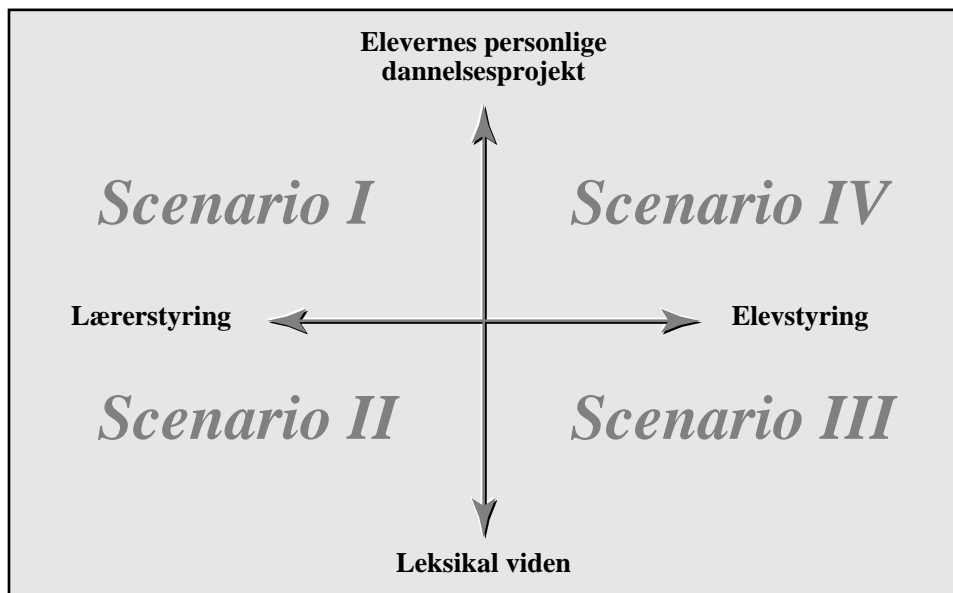 Elevernes personlige
dannelsesprojekt
Scenario I
Scenario IV
Lærerstyring
Elevstyring
Scenario II
Scenario III
Leksikal viden